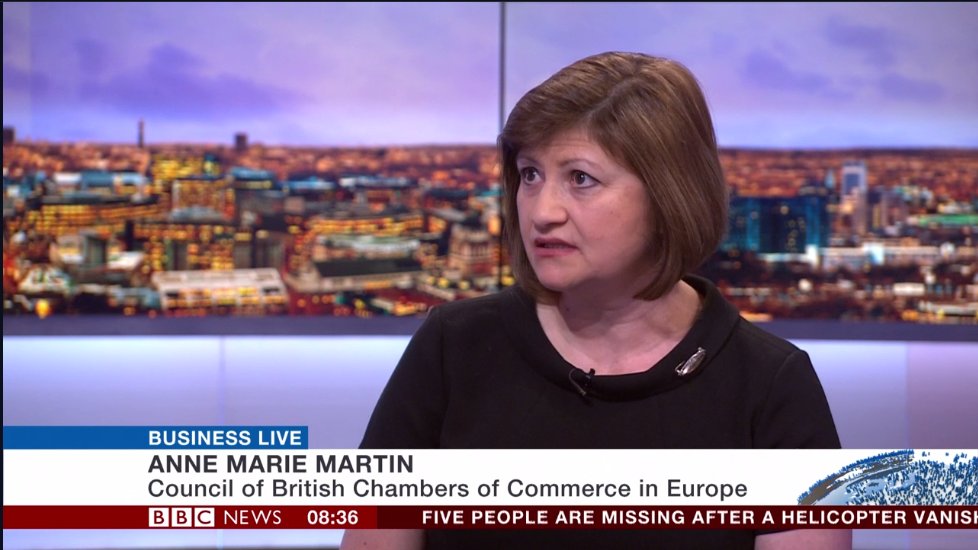 BUSINESS LIVE
ANNE MARIE MARTIN
Council of British Chambers of Commerce in Europe
BBC NEWS 08:36 FIVE PEOPLE ARE MISSING AFTER A HELICOPTER VANISH